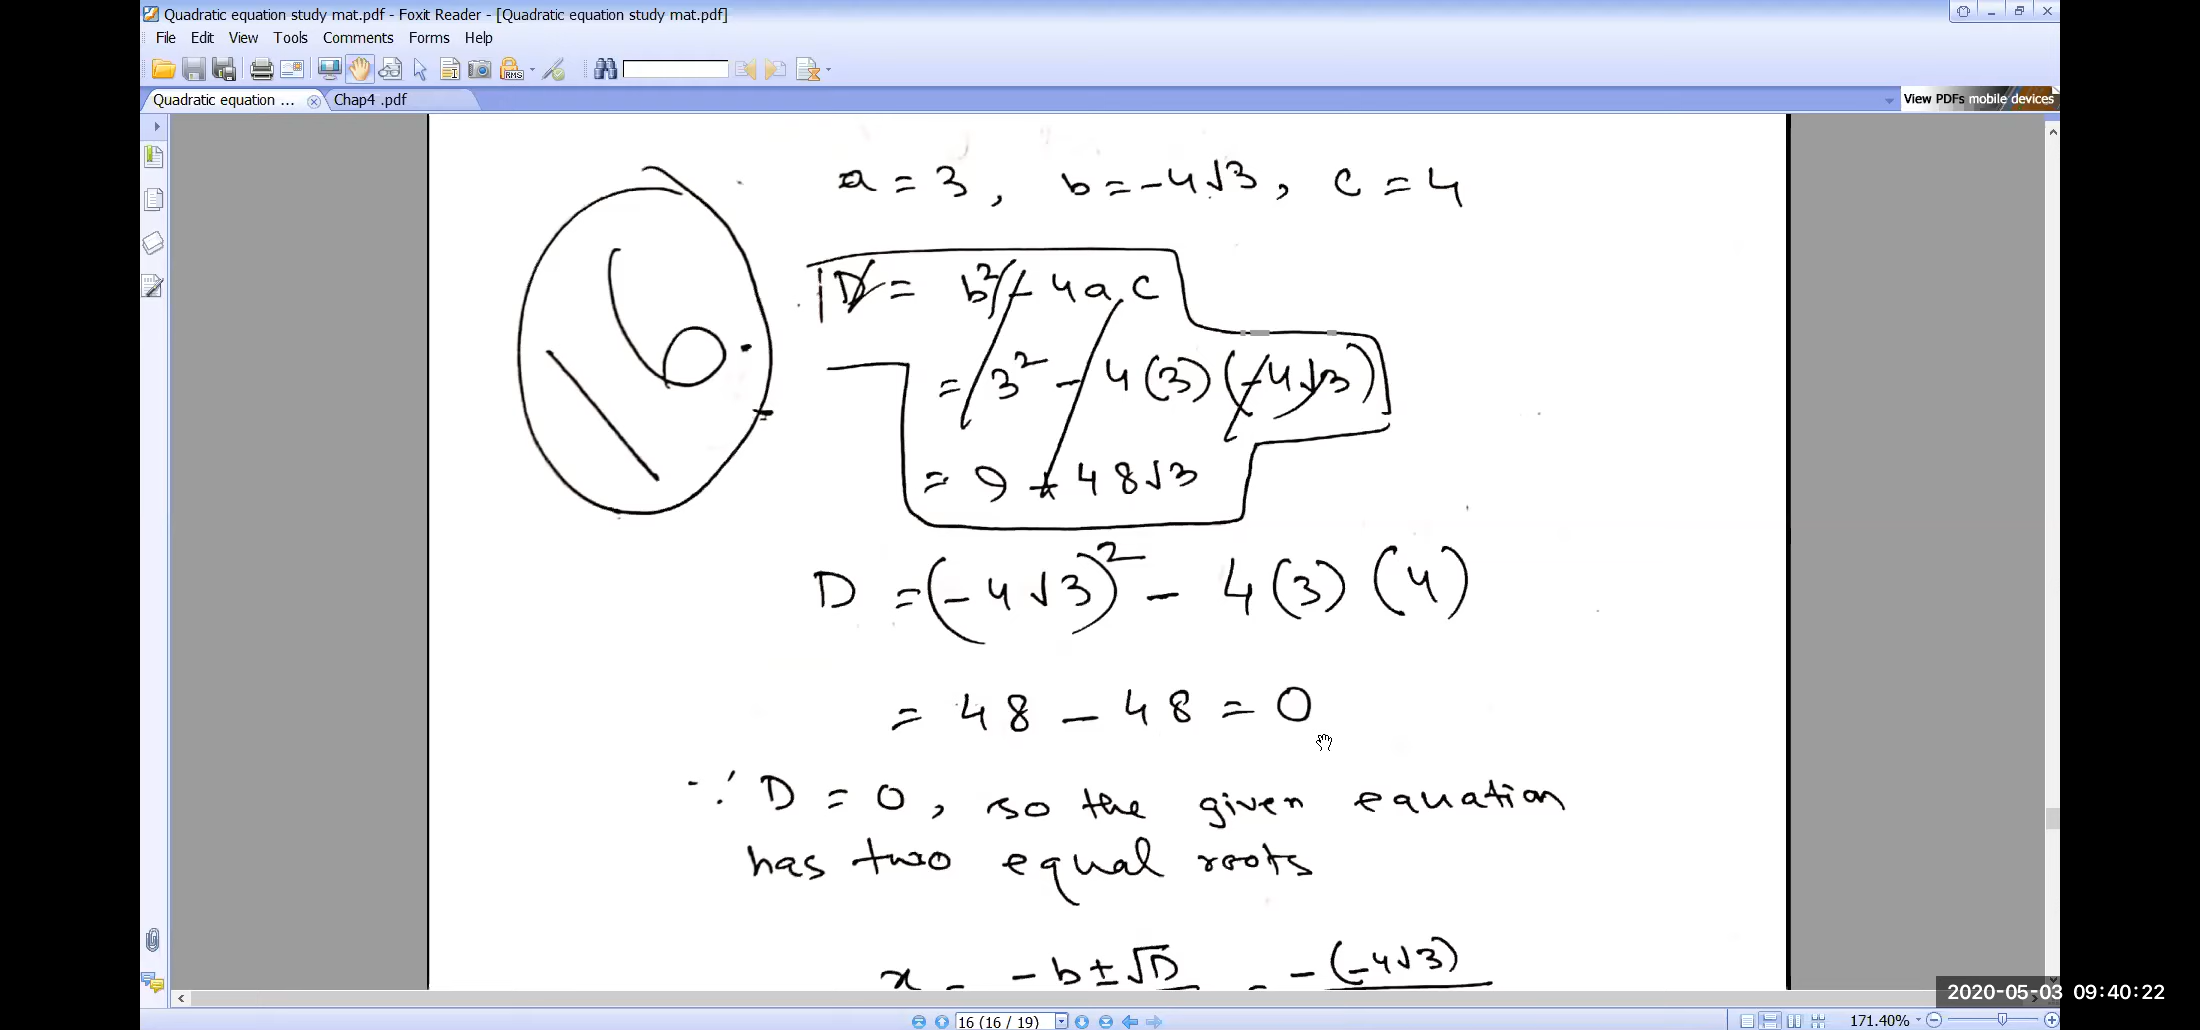 Quadratic equation study mat.pdf - Foxit Reader - [Quadratic equation study mat.pdf]
File Edit View Tools Comments Forms Help
Quadratic equation ... Chap4 .pdf
View PDFs mobile devices
a = 3, b = -4√3, c = 4
16.
D = b² - 4a,c
= 3² - 4(3)(-4√3)
= 9 + 48√3
D = (-4√3)² - 4(3)(4)
= 48 - 48 = 0
∵ D = 0, so the given equation
has two equal roots
x = -b ± √D = -(-4√3)
2020-05-03 09:40:22
16 (16 / 19) 171.40%